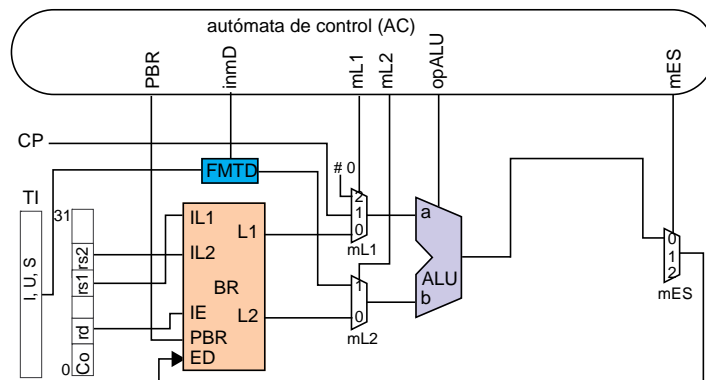 autómata de control (AC)
PBR
inmD
mL1
mL2
opALU
mES
CP
# 0
FMTD
TI
31
I, U, S
rs2
rs1
rd
Co
0
IL1
IL2
L1
BR
IE
L2
PBR
ED
2
1
0
mL1
1
0
mL2
a
ALU
b
0
1
2
mES